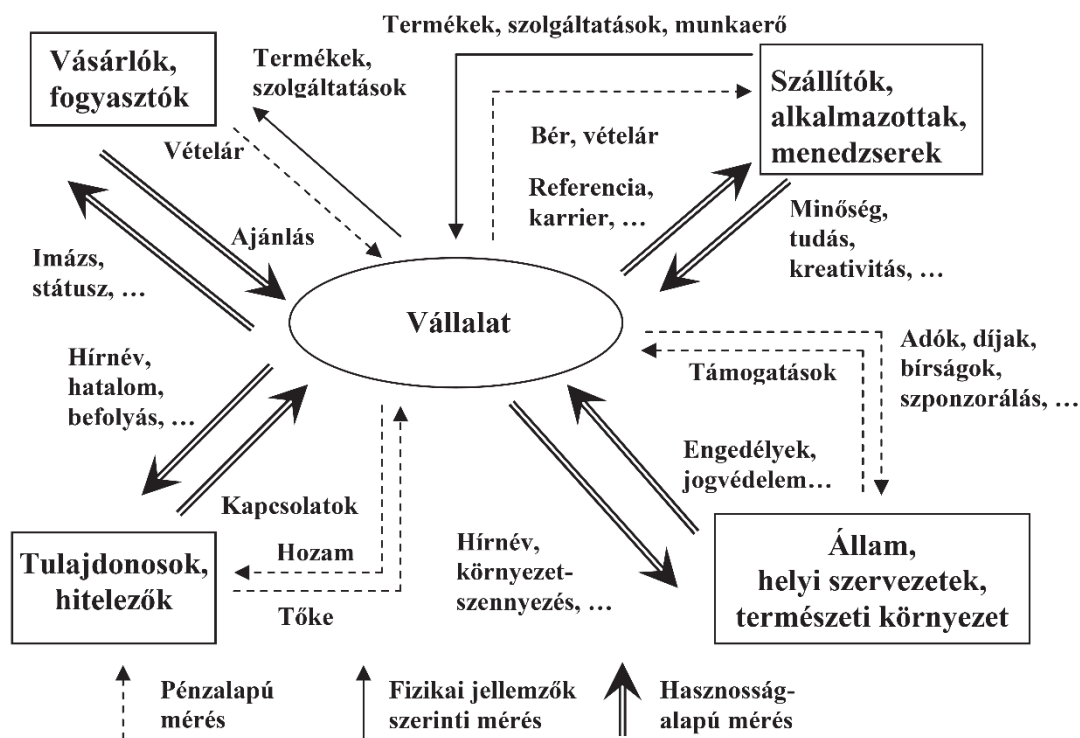 Termékek, szolgáltatások, munkaerő
Vásárlók,
fogyasztók
Termékek,
szolgáltatások
Szállítók,
alkalmazottak,
menedzserek
Vételár
Bér, vételár
Referencia,
karrier, …
Minőség,
tudás,
kreativitás, …
Ajánlás
Imázs,
státusz, …
Vállalat
Hírnév,
hatalom,
befolyás, …
Támogatások
Adók, díjak,
bírságok,
szponzorálás, …
Engedélyek,
jogvédelem…
Kapcsolatok
Tulajdonosok,
hitelezők
Hozam
Tőke
Hírnév,
környezet-
szennyezés, …
Állam,
helyi szervezetek,
természeti környezet
Pénzalapú
mérés
Fizikai jellemzők
szerinti mérés
Hasznosság-
alapú mérés